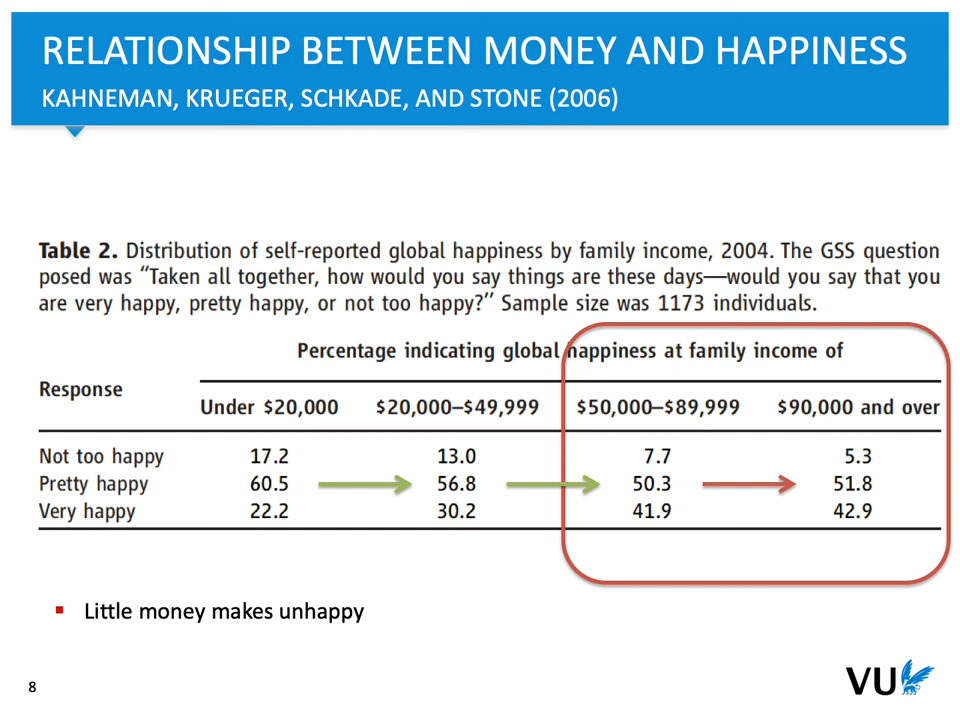 RELATIONSHIP BETWEEN MONEY AND HAPPINESS
KAHNEMAN, KRUEGER, SCHKADE, AND STONE (2006)
Table 2. Distribution of self-reported global happiness by family income, 2004. The GSS question
posed was “Taken all together, how would you say things are these days—would you say that you
are very happy, pretty happy, or not too happy?’’ Sample size was 1173 individuals.
Percentage indicating global happiness at family income of
Response
Under $20,000 $20,000–$49,999 $50,000–$89,999 $90,000 and over
Not too happy 17.2 13.0 7.7 5.3
Pretty happy 60.5 56.8 50.3 51.8
Very happy 22.2 30.2 41.9 42.9
▪ Little money makes unhappy
8
VU